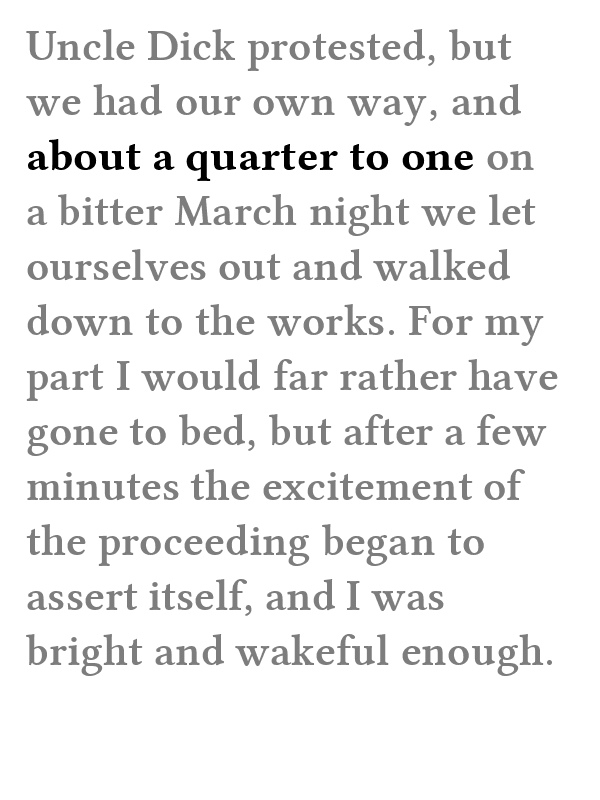 Uncle Dick protested, but
we had our own way, and
about a quarter to one on
a bitter March night we let
ourselves out and walked
down to the works. For my
part I would far rather have
gone to bed, but after a few
minutes the excitement of
the proceeding began to
assert itself, and I was
bright and wakeful enough.